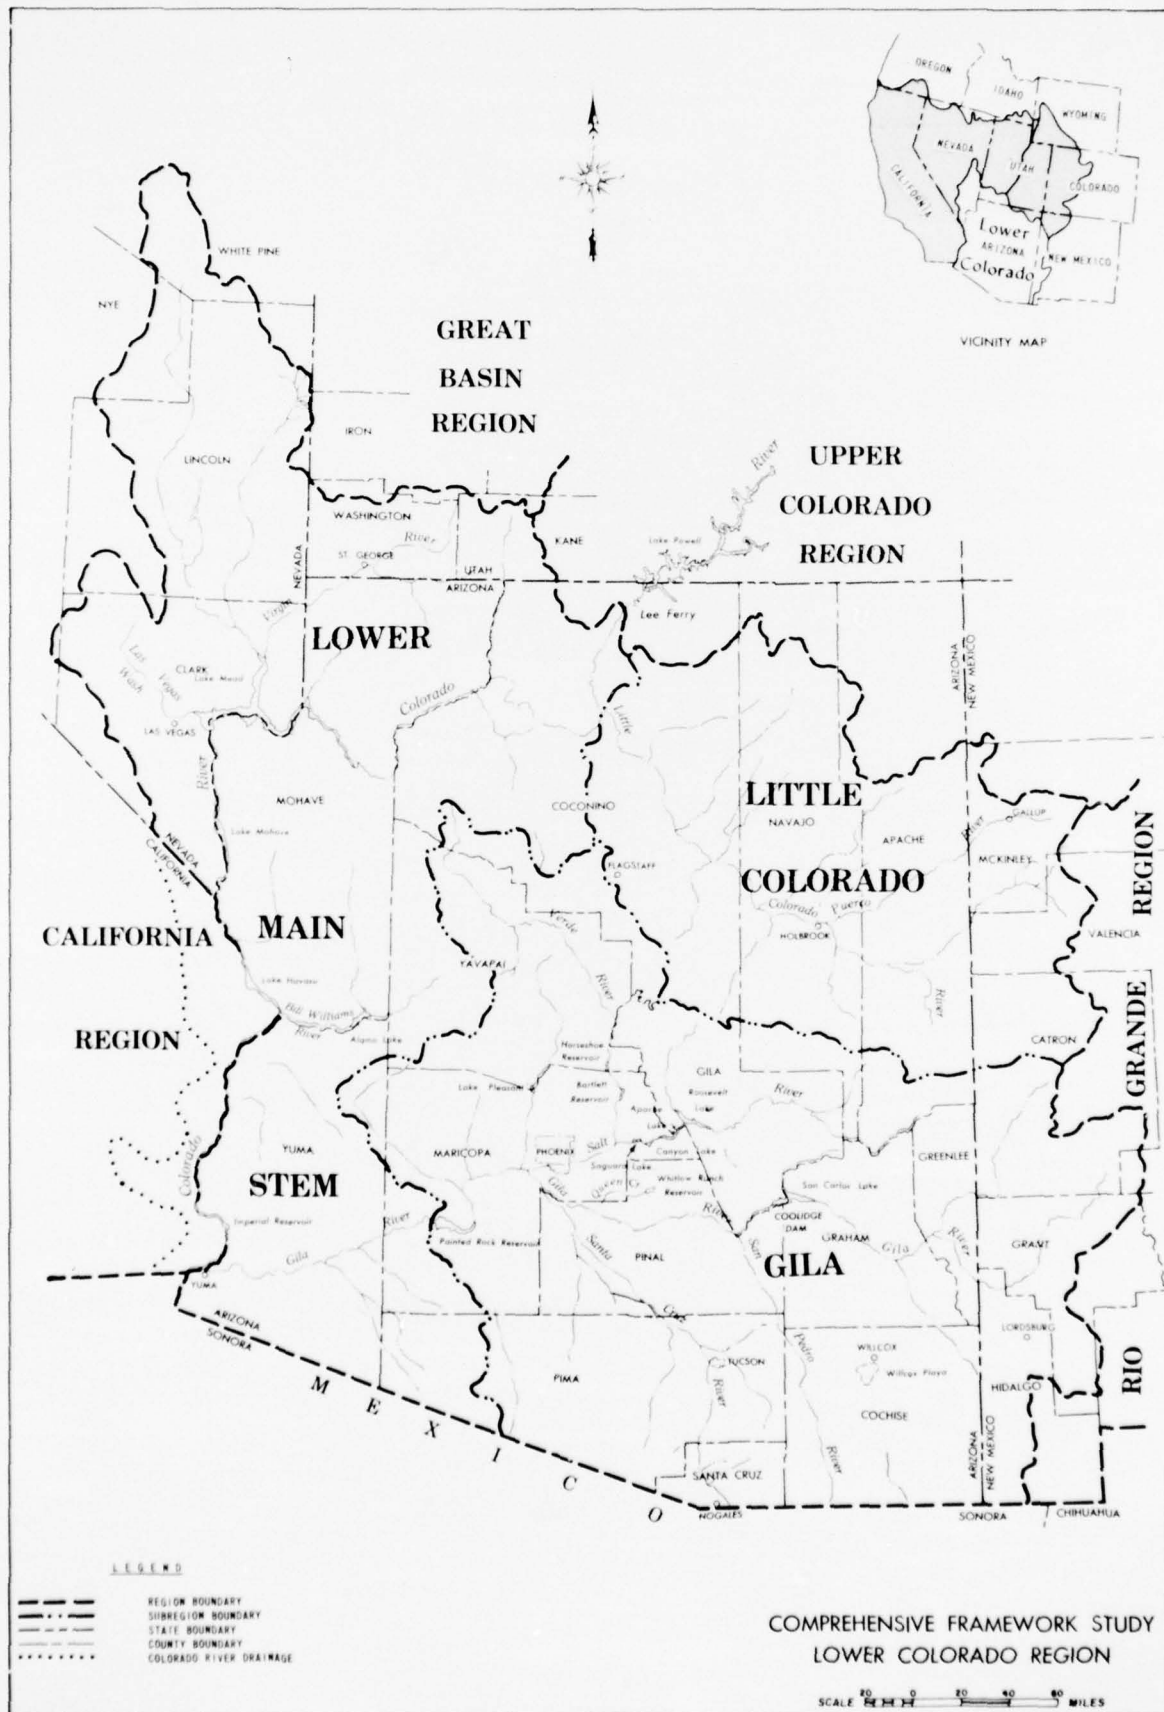 OREGON
IDAHO
WYOMING
NEVADA
UTAH
CALIFORNIA
COLORADO
Lower
ARIZONA
Colorado
NEW MEXICO
VICINITY MAP
WHITE PINE
NYE
GREAT
BASIN
REGION
IRON
LINCOLN
UPPER
COLORADO
REGION
River
Lake Powell
WASHINGTON
River
KANE
ST. GEORGE
NEVADA
UTAH
ARIZONA
Virgin
Lee Ferry
LOWER
ARIZONA
NEW MEXICO
Las
Vegas
Wash
CLARK
Lake Mead
LAS VEGAS
Colorado
Little
River
MOHAVE
COCONINO
LITTLE
NAVAJO
COLORADO
APACHE
River
GALLUP
MCKINLEY
Lake Mohave
NEVADA
CALIFORNIA
FLAGSTAFF
Colorado
Puerco
HOLBROOK
VALENCIA
CALIFORNIA
REGION
MAIN
Verde
YAVAPAI
River
River
Lake Havasu
Bill Williams
River
Alamo Lake
CATRON
RIO
GRANDE
REGION
Horseshoe
Reservoir
GILA
Lake Pleasant
Bartlett
Reservoir
Roosevelt
Lake
River
Apache
Lake
YUMA
STEM
MARICOPA
PHOENIX
Salt
Canyon Lake
GREENLEE
Saguaro Lake
Queen Cr
Whitlow Ranch
Reservoir
San Carlos Lake
Colorado
Gila
River
COOLIDGE
DAM
GRAHAM
Gila
River
GRANT
Imperial Reservoir
River
Gila
Painted Rock Reservoir
Santa
PINAL
San
GILA
YUMA
Cruz
ARIZONA
SONORA
LORDSBURG
Pedro
WILLCOX
Willcox Playa
TUCSON
River
PIMA
HIDALGO
COCHISE
MEXICO
ARIZONA
NEW MEXICO
River
SANTA CRUZ
NOGALES
SONORA
CHIHUAHUA
LEGEND
REGION BOUNDARY
SUBREGION BOUNDARY
STATE BOUNDARY
COUNTY BOUNDARY
COLORADO RIVER DRAINAGE
COMPREHENSIVE FRAMEWORK STUDY
LOWER COLORADO REGION
SCALE 20 0 20 40 60 MILES